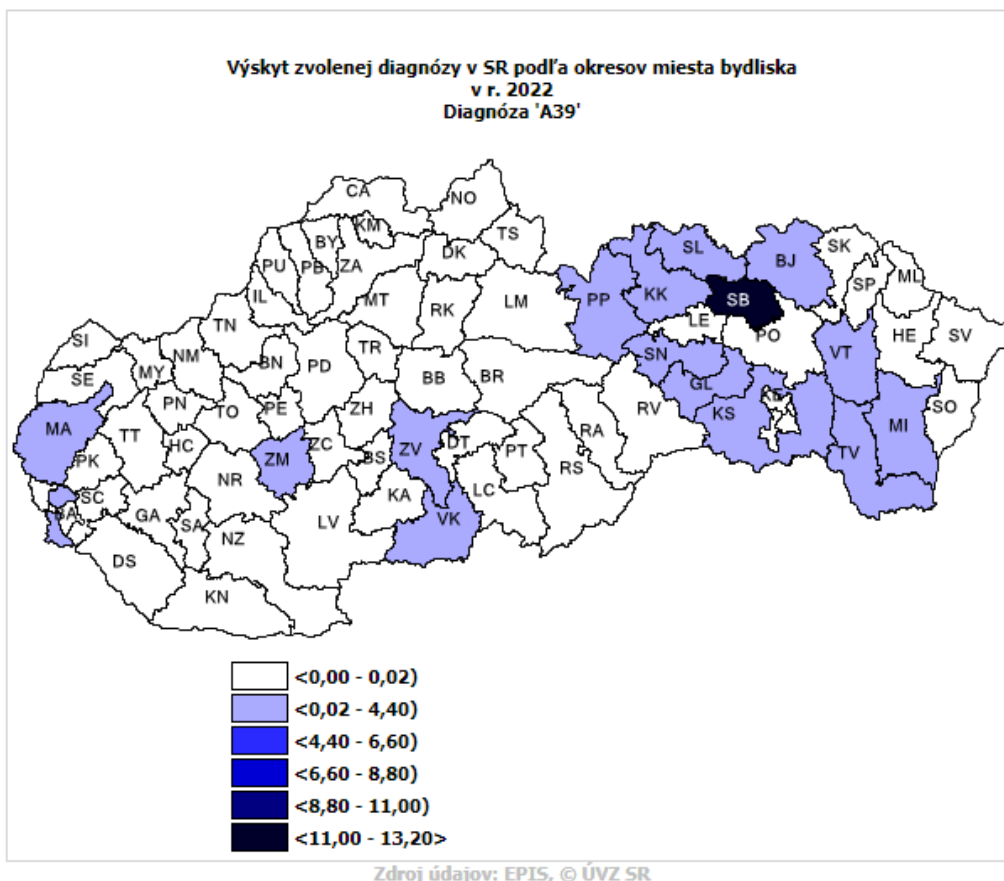 Výskyt zvolenej diagnózy v SR podľa okresov miesta bydliska
v r. 2022
Diagnóza 'A39'
CA
NO
KM
TS
BY
DK
PU
PB
ZA
IL
MT
RK
LM
SL
BJ
SK
SP
ML
PP
KK
SB
LE
PO
HE
SV
VT
SI
TN
NM
BN
PD
TR
BB
BR
SN
GL
KS
KE
SO
SE
MY
PN
TO
PE
ZH
RV
MI
TV
MA
TT
HC
ZM
ZC
BS
ZV
DT
PT
RA
RS
PK
SC
NR
KA
LC
VK
BA
GA
SA
NZ
LV
DS
KN
<0,00 - 0,02)
<0,02 - 4,40)
<4,40 - 6,60)
<6,60 - 8,80)
<8,80 - 11,00)
<11,00 - 13,20>
Zdroj údajov: EPIS, © ÚVZ SR